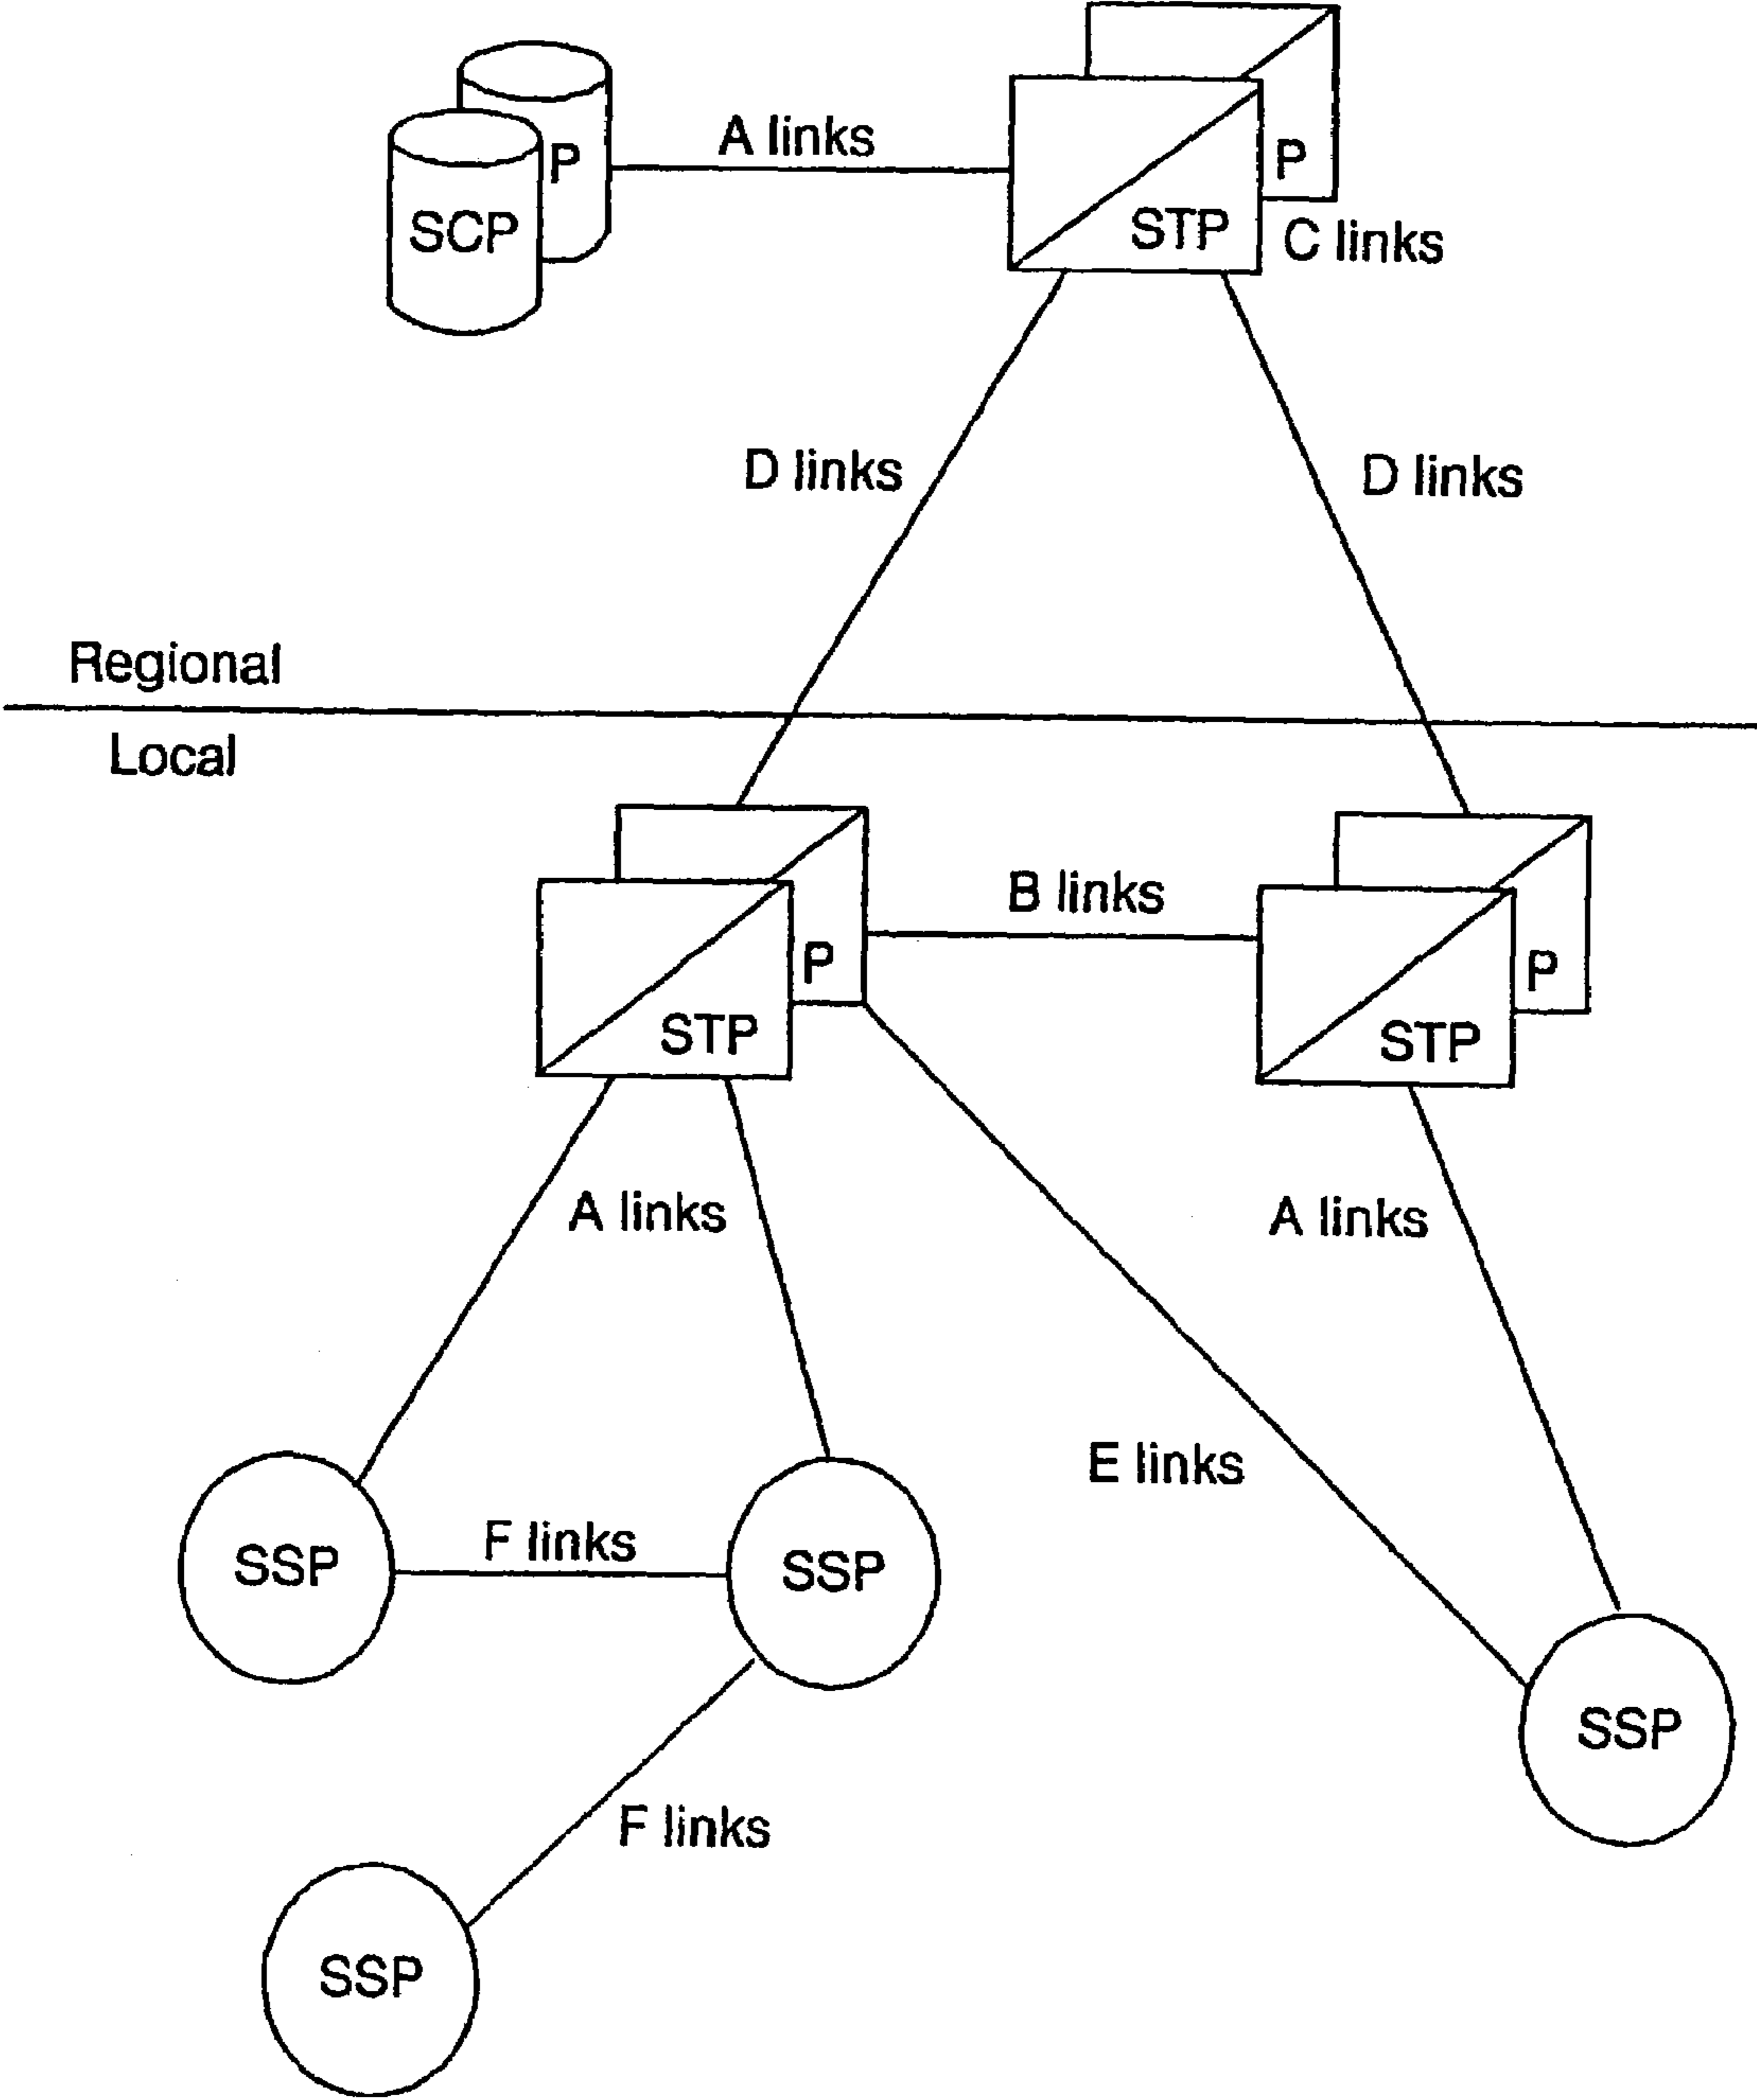 A links
P
SCP
P
STP
C links
D links
D links
Regional
Local
B links
P
STP
P
STP
A links
A links
E links
SSP
F links
SSP
SSP
F links
SSP